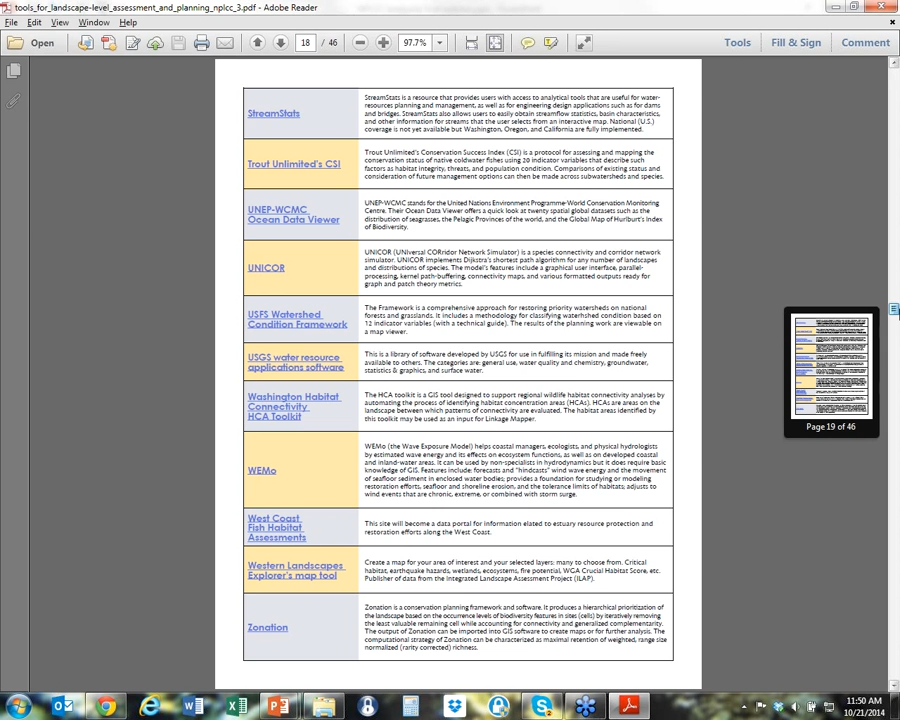 tools_for_landscape-level_assessment_and_planning_nplcc_3.pdf - Adobe Reader
File Edit View Window Help
Open 18 / 46 97.7% Tools Fill & Sign Comment
StreamStats
StreamStats is a resource that provides users with access to analytical tools that are useful for water-
resources planning and management, as well as for engineering design applications such as for dams
and bridges. StreamStats also allows users to easily obtain streamflow statistics, basin characteristics,
and other information for streams that the user selects from an interactive map. National (U.S.)
coverage is not yet available but Washington, Oregon, and California are fully implemented.
Trout Unlimited's CSI
Trout Unlimited's Conservation Success Index (CSI) is a protocol for assessing and mapping the
conservation status of native coldwater fishes using 20 indicator variables that describe such
factors as habitat integrity, threats, and population condition. Comparisons of existing status and
consideration of future management options can then be made across subwatersheds and species.
UNEP-WCMC
Ocean Data Viewer
UNEP-WCMC stands for the United Nations Environment Programme-World Conservation Monitoring
Centre. Their Ocean Data Viewer offers a quick look at twenty spatial global datasets such as the
distribution of seagrasses, the Pelagic Provinces of the world, and the Global Map of Hurlburt's Index
of Biodiversity.
UNICOR
UNICOR (UNIversal CORridor Network Simulator) is a species connectivity and corridor network
simulator. UNICOR implements Dijkstra's shortest path algorithm for any number of landscapes
and distributions of species. The model's features include a graphical user interface, parallel-
processing, kernel path-buffering, connectivity maps, and various formatted outputs ready for
graph and patch theory metrics.
USFS Watershed
Condition Framework
The Framework is a comprehensive approach for restoring priority watersheds on national
forests and grasslands. It includes a methodology for classifying watershed condition based on
12 indicator variables (with a technical guide). The results of the planning work are viewable on
a map viewer.
USGS water resource
applications software
This is a library of software developed by USGS for use in fulfilling its mission and made freely
available to others. The categories are: general use, water quality and chemistry, groundwater,
statistics & graphics, and surface water.
Washington Habitat
Connectivity
HCA Toolkit
The HCA toolkit is a GIS tool designed to support regional wildlife habitat connectivity analyses by
automating the process of identifying habitat concentration areas (HCAs). HCAs are areas on the
landscape between which patterns of connectivity are evaluated. The habitat areas identified by
this toolkit may be used as an input for Linkage Mapper.
WEMo
WEMo (the Wave Exposure Model) helps coastal managers, ecologists, and physical hydrologists
by estimated wave energy and its effects on ecosystem functions, as well as on developed coastal
and inland-water areas. It can be used by non-specialists in hydrodynamics but it does require basic
knowledge of GIS. Features include: forecasts and "hindcasts" wind wave energy and the movement
of seafloor sediment in enclosed water bodies; provides a foundation for studying or modeling
restoration efforts, seafloor and shoreline erosion, and the tolerance limits of habitats; adjusts to
wind events that are chronic, extreme, or combined with storm surge.
West Coast
Fish Habitat
Assessments
This site will become a data portal for information elated to estuary resource protection and
restoration efforts along the West Coast.
Western Landscapes
Explorer's map tool
Create a map for your area of interest and your selected layers: many to choose from. Critical
habitat, earthquake hazards, wetlands, ecosystems, fire potential, WGA Crucial Habitat Score, etc.
Publisher of data from the Integrated Landscape Assessment Project (ILAP).
Zonation
Zonation is a conservation planning framework and software. It produces a hierarchical prioritization of
the landscape based on the occurrence levels of biodiversity features in sites (cells) by iteratively removing
the least valuable remaining cell while accounting for connectivity and generalized complementarity.
The output of Zonation can be imported into GIS software to create maps or for further analysis. The
computational strategy of Zonation can be characterized as maximal retention of weighted, range size
normalized (rarity corrected) richness.
Page 19 of 46
11:50 AM
10/21/2014